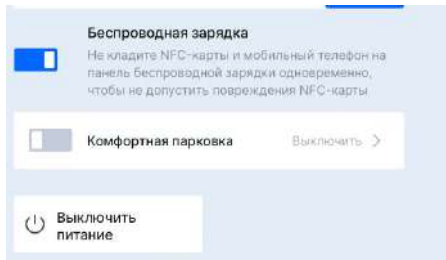 Беспроводная зарядка
Не кладите NFC-карты и мобильный телефон на
панель беспроводной зарядки одновременно,
чтобы не допустить повреждения NFC-карты
Комфортная парковка
Выключить
Выключить
питание